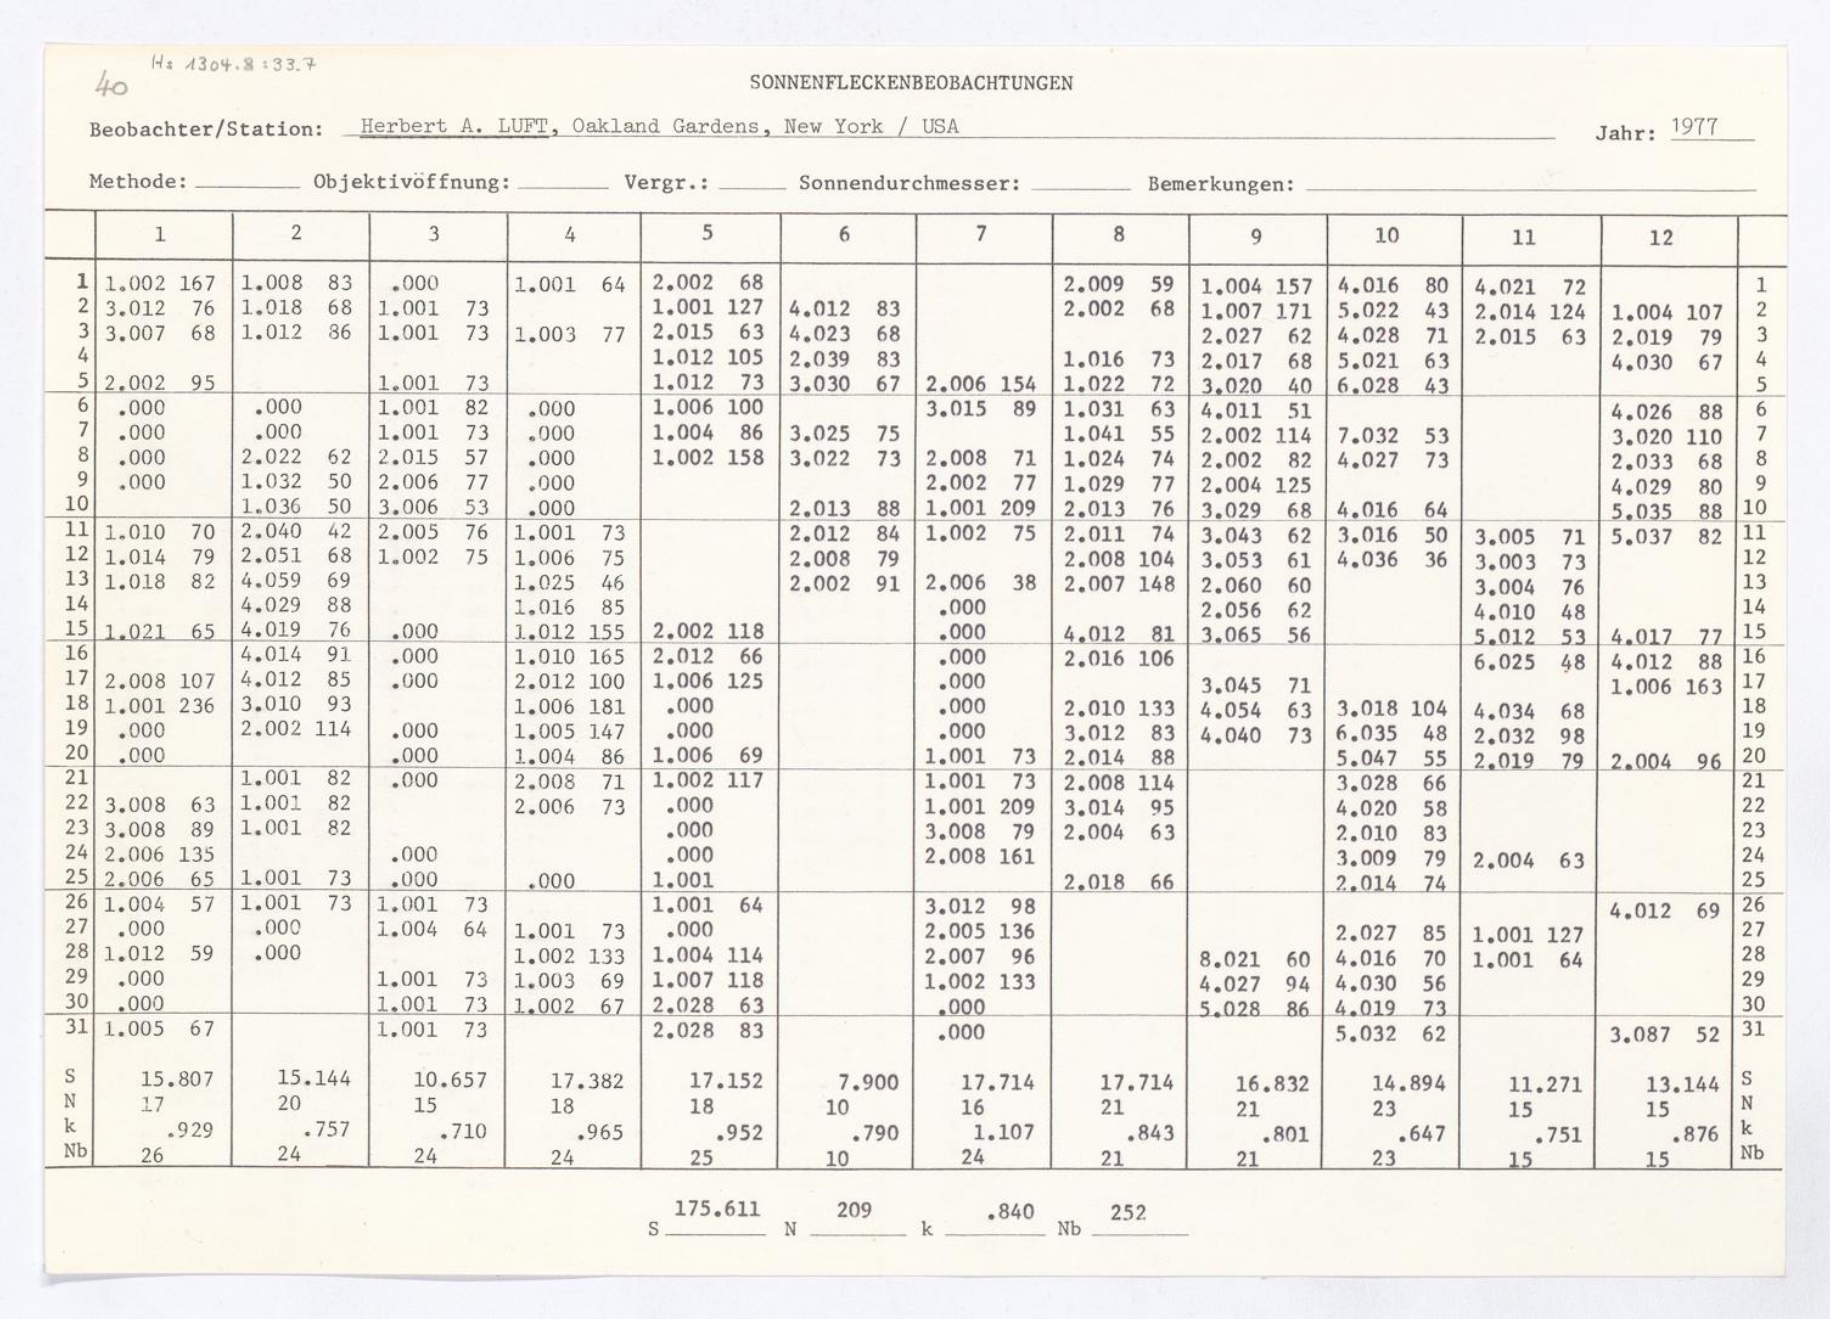 Hs 1304.8:33.7
40
SONNENFLECKENBEOBACHTUNGEN
Beobachter/Station: Herbert A. LUFT, Oakland Gardens, New York / USA Jahr: 1977
Methode: Objektivöffnung: Vergr.: Sonnendurchmesser: Bemerkungen:
1 2 3 4 5 6 7 8 9 10 11 12
1 1.002 167 1.008 83 .000 1.001 64 2.002 68 2.009 59 1.004 157 4.016 80 4.021 72 1
2 3.012 76 1.018 68 1.001 73 1.001 127 4.012 83 2.002 68 1.007 171 5.022 43 2.014 124 1.004 107 2
3 3.007 68 1.012 86 1.001 73 1.003 77 2.015 63 4.023 68 2.027 62 4.028 71 2.015 63 2.019 79 3
4 1.012 105 2.039 83 1.016 73 2.017 68 5.021 63 4.030 67 4
5 2.002 95 1.001 73 1.012 73 3.030 67 2.006 154 1.022 72 3.020 40 6.028 43 5
6 .000 .000 1.001 82 .000 1.006 100 3.015 89 1.031 63 4.011 51 4.026 88 6
7 .000 .000 1.001 73 .000 1.004 86 3.025 75 1.041 55 2.002 114 7.032 53 3.020 110 7
8 .000 2.022 62 2.015 57 .000 1.002 158 3.022 73 2.008 71 1.024 74 2.002 82 4.027 73 2.033 68 8
9 .000 1.032 50 2.006 77 .000 2.002 77 1.029 77 2.004 125 4.029 80 9
10 1.036 50 3.006 53 .000 2.013 88 1.001 209 2.013 76 3.029 68 4.016 64 5.035 88 10
11 1.010 70 2.040 42 2.005 76 1.001 73 2.012 84 1.002 75 2.011 74 3.043 62 3.016 50 3.005 71 5.037 82 11
12 1.014 79 2.051 68 1.002 75 1.006 75 2.008 79 2.008 104 3.053 61 4.036 36 3.003 73 12
13 1.018 82 4.059 69 1.025 46 2.002 91 2.006 38 2.007 148 2.060 60 3.004 76 13
14 4.029 88 1.016 85 .000 2.056 62 4.010 48 14
15 1.021 65 4.019 76 .000 1.012 155 2.002 118 .000 4.012 81 3.065 56 5.012 53 4.017 77 15
16 4.014 91 .000 1.010 165 2.012 66 .000 2.016 106 6.025 48 4.012 88 16
17 2.008 107 4.012 85 .000 2.012 100 1.006 125 .000 3.045 71 1.006 163 17
18 1.001 236 3.010 93 1.006 181 .000 .000 2.010 133 4.054 63 3.018 104 4.034 68 18
19 .000 2.002 114 .000 1.005 147 .000 .000 3.012 83 4.040 73 6.035 48 2.032 98 19
20 .000 .000 1.004 86 1.006 69 1.001 73 2.014 88 5.047 55 2.019 79 2.004 96 20
21 1.001 82 .000 2.008 71 1.002 117 1.001 73 2.008 114 3.028 66 21
22 3.008 63 1.001 82 2.006 73 .000 1.001 209 3.014 95 4.020 58 22
23 3.008 89 1.001 82 .000 3.008 79 2.004 63 2.010 83 23
24 2.006 135 .000 .000 2.008 161 3.009 79 2.004 63 24
25 2.006 65 1.001 73 .000 .000 1.001 2.018 66 2.014 74 25
26 1.004 57 1.001 73 1.001 73 1.001 64 3.012 98 4.012 69 26
27 .000 .000 1.004 64 1.001 73 .000 2.005 136 2.027 85 1.001 127 27
28 1.012 59 .000 1.002 133 1.004 114 2.007 96 8.021 60 4.016 70 1.001 64 28
29 .000 1.001 73 1.003 69 1.007 118 1.002 133 4.027 94 4.030 56 29
30 .000 1.001 73 1.002 67 2.028 63 .000 5.028 86 4.019 73 30
31 1.005 67 1.001 73 2.028 83 .000 5.032 62 3.087 52 31
S 15.807 15.144 10.657 17.382 17.152 7.900 17.714 17.714 16.832 14.894 11.271 13.144 S
N 17 20 15 18 18 10 16 21 21 23 15 15 N
k .929 .757 .710 .965 .952 .790 1.107 .843 .801 .647 .751 .876 k
Nb 26 24 24 24 25 10 24 21 21 23 15 15 Nb
S 175.611 N 209 k .840 Nb 252